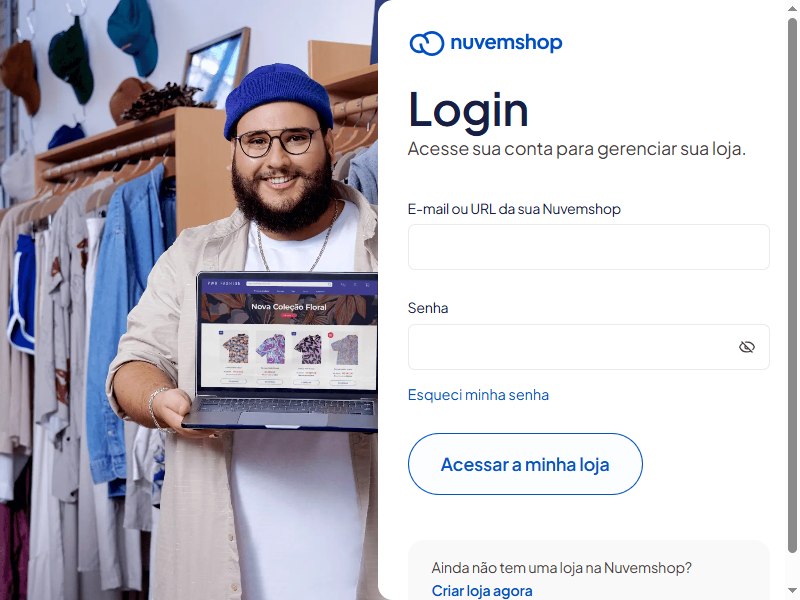 nuvemshop
Login
Acesse sua conta para gerenciar sua loja.
E-mail ou URL da sua Nuvemshop
Senha
Esqueci minha senha
Acessar a minha loja
Ainda não tem uma loja na Nuvemshop?
Criar loja agora
Nova Coleção Floral